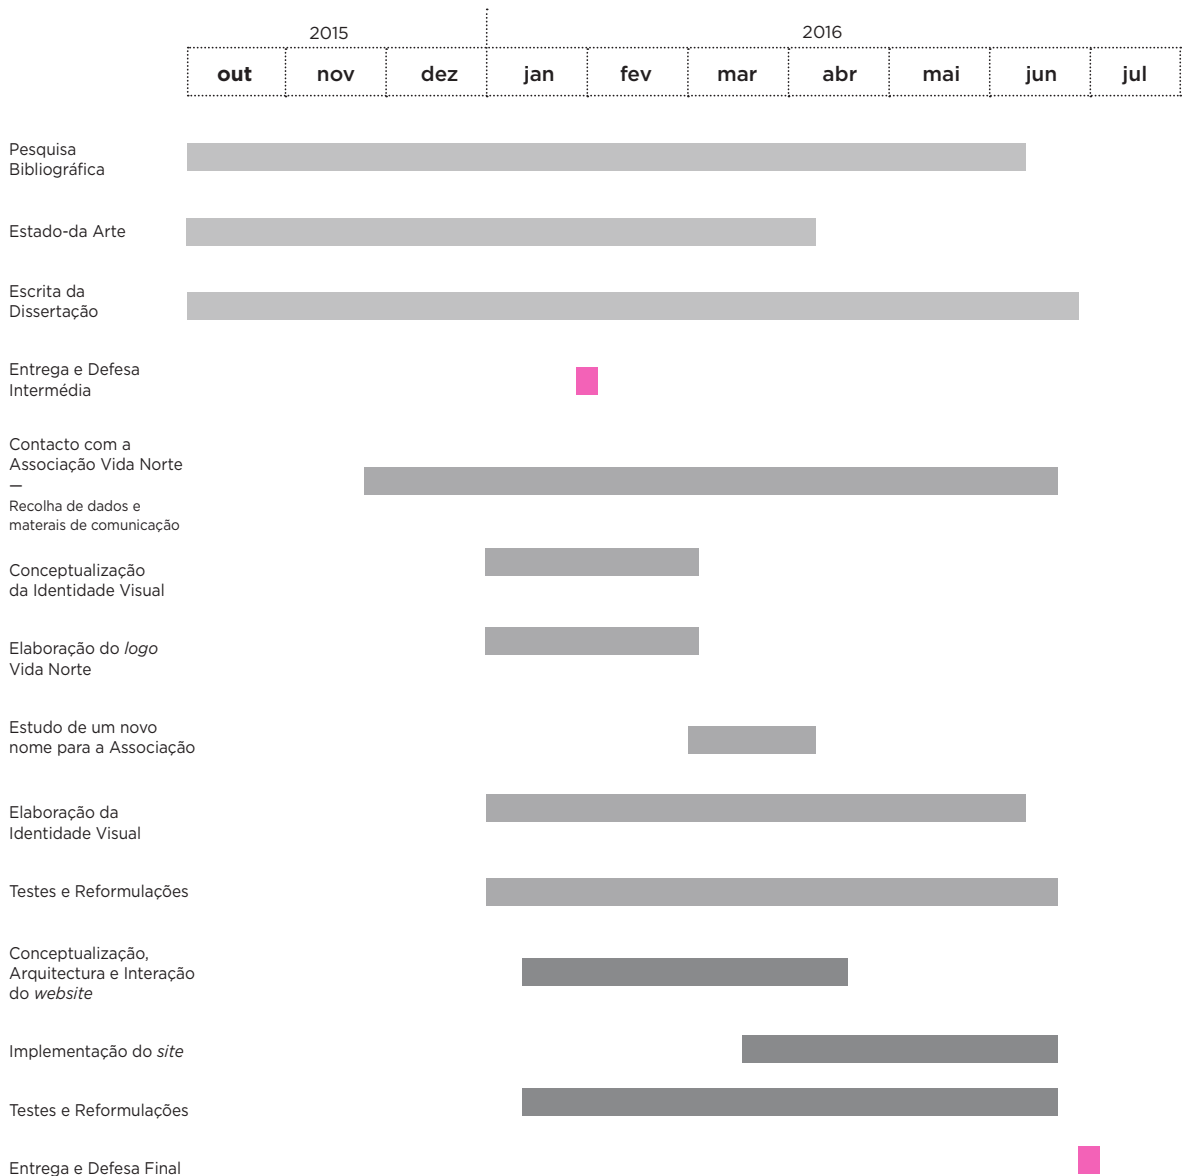 2015
2016
out nov dez jan fev mar abr mai jun jul
Pesquisa
Bibliográfica
Estado-da Arte
Escrita da
Dissertação
Entrega e Defesa
Intermédia
Contacto com a
Associação Vida Norte
—
Recolha de dados e
materais de comunicação
Conceptualização
da Identidade Visual
Elaboração do logo
Vida Norte
Estudo de um novo
nome para a Associação
Elaboração da
Identidade Visual
Testes e Reformulações
Conceptualização,
Arquitectura e Interação
do website
Implementação do site
Testes e Reformulações
Entrega e Defesa Final